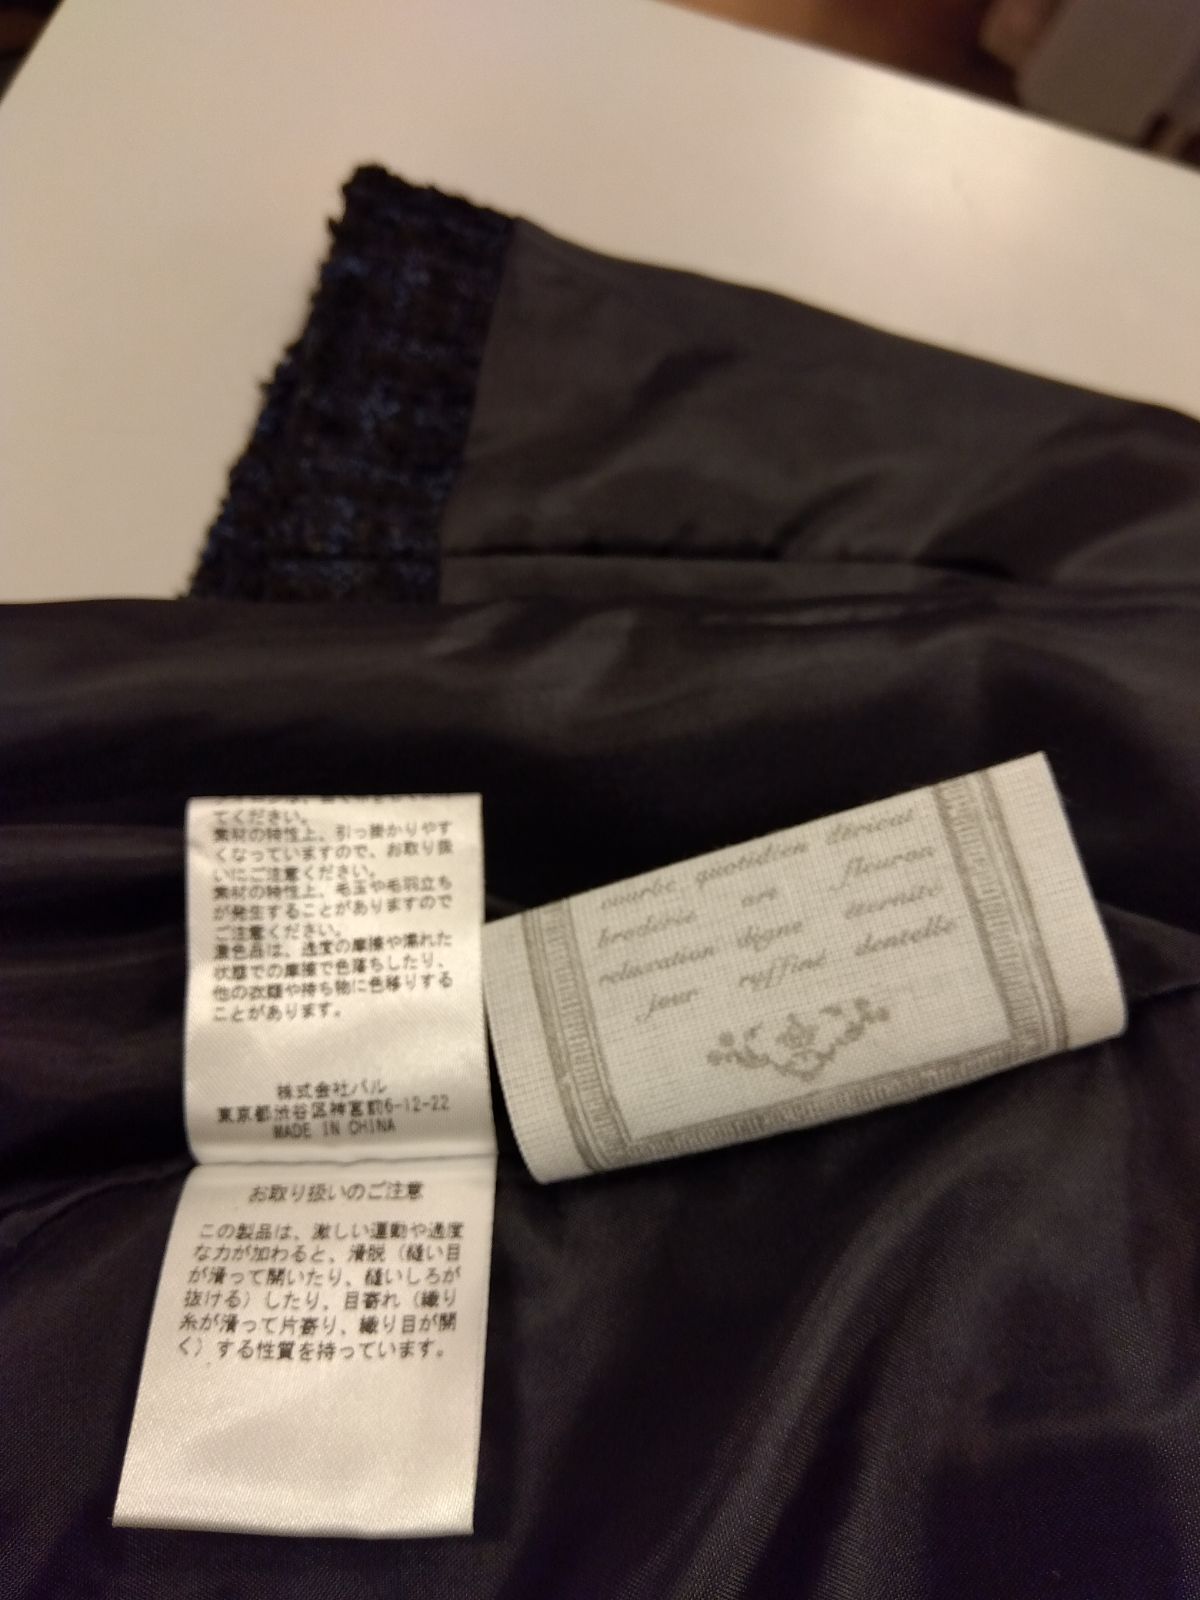 てください。
素材の特性上、引っ掛かりやす
くなっていますので、お取り扱
いにご注意ください。
素材の特性上、毛玉や毛羽立ち
が発生することがありますので
ご注意ください。
濃色品は、過度の摩擦や濡れた
状態での摩擦で色落ちしたり、
他の衣類や持ち物に色移りする
ことがあります。
株式会社パル
東京都渋谷区神宮前6-12-22
MADE IN CHINA
お取り扱いのご注意
この製品は、激しい運動や過度
な力が加わると、滑脱（縫い目
が滑って開いたり、縫いしろが
抜ける）したり、目寄れ（織り
糸が滑って片寄り、織り目が開
く）する性質を持っています。
quotidien délicat
broderie are fleuron
relaxation digne éternité
jour raffiné dentelle